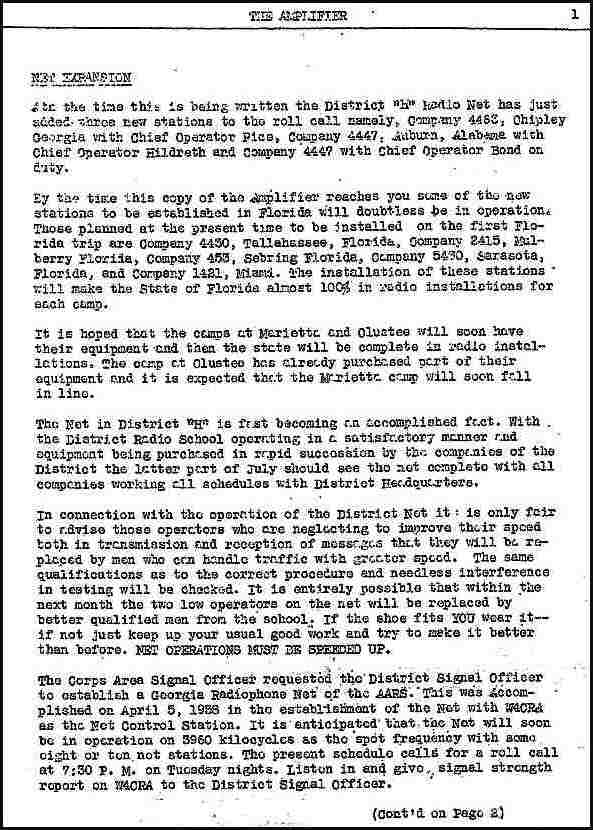 THE AMPLIFIER 1
NET EXPANSION
At the time this is being written the District "H" Radio Net has just
added three new stations to the roll call namely, Company 4463, Chipley
Georgia with Chief Operator Pice, Company 4447, Auburn, Alabama with
Chief Operator Hildreth and Company 4447 with Chief Operator Bond on
duty.
By the time this copy of the Amplifier reaches you some of the new
stations to be established in Florida will doubtless be in operation.
Those planned at the present time to be installed on the first Flo-
rida trip are Company 4450, Tallahassee, Florida, Company 2415, Mul-
berry Florida, Company 453, Sebring Florida, Company 5430, Sarasota,
Florida, and Company 1421, Miami. The installation of these stations
will make the State of Florida almost 100% in radio installations for
each camp.
It is hoped that the camps at Marietta and Olustee will soon have
their equipment and then the state will be complete in radio instal-
lations. The camp at Olustee has already purchased part of their
equipment and it is expected that the Marietta camp will soon fall
in line.
The Net in District "H" is fast becoming an accomplished fact. With
the District Radio School operating in a satisfactory manner and
equipment being purchased in rapid succession by the companies of the
District the latter part of July should see the net complete with all
companies working all schedules with District Headquarters.
In connection with the operation of the District Net it is only fair
to advise those operators who are neglecting to improve their speed
both in transmission and reception of messages that they will be re-
placed by men who can handle traffic with greater speed. The same
qualifications as to the correct procedure and needless interference
in testing will be checked. It is entirely possible that within the
next month the two low operators on the net will be replaced by
better qualified men from the school. If the shoe fits YOU wear it--
if not just keep up your usual good work and try to make it better
than before. NET OPERATIONS MUST BE SPEEDED UP.
The Corps Area Signal Officer requested the District Signal Officer
to establish a Georgia Radiophone Net of the AARS. This was accom-
plished on April 5, 1938 in the establishment of the Net with W4CRA
as the Net Control Station. It is anticipated that the Net will soon
be in operation on 3960 kilocycles as the spot frequency with some
eight or ten net stations. The present schedule calls for a roll call
at 7:30 P. M. on Tuesday nights. Listen in and give signal strength
report on W4CRA to the District Signal Officer.
(Cont'd on Page 2)